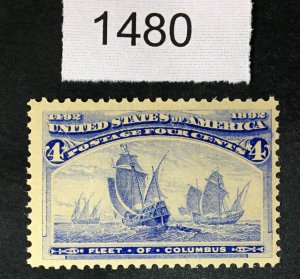 1480
1492 1892
UNITED STATES OF AMERICA
POSTAGE FOUR CENTS
4 4
FLEET • OF • COLUMBUS